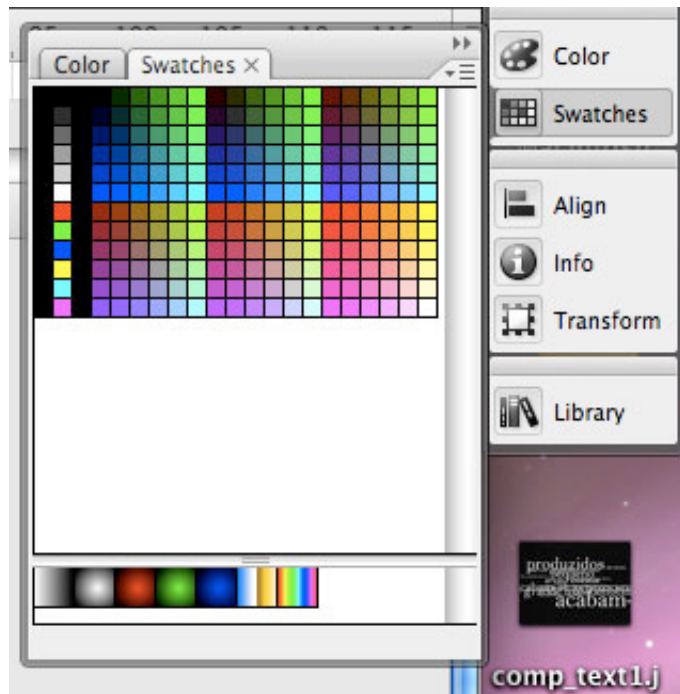 Color
Swatches
Color
Swatches
Align
Info
Transform
Library
produzidos
acabam-
comp_text1.j